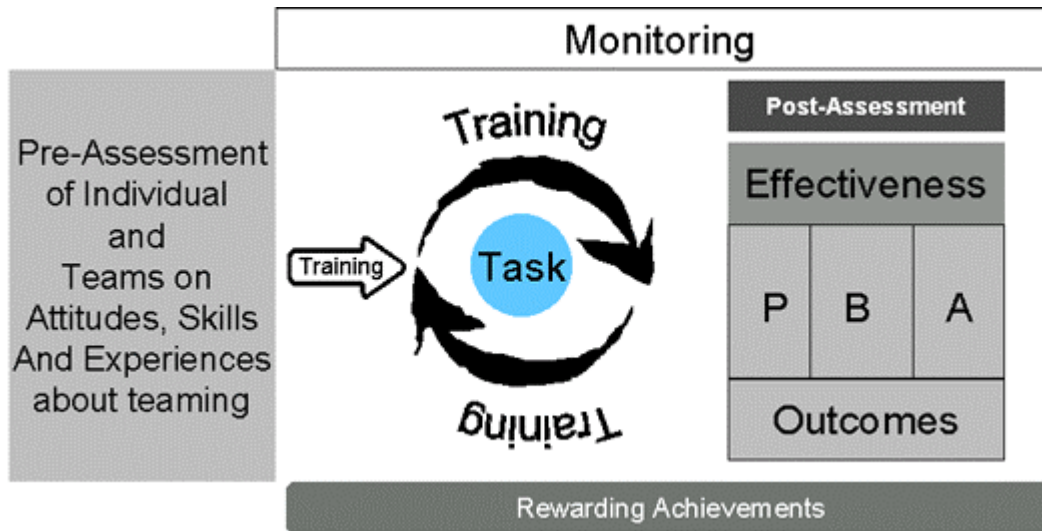 Monitoring
Pre-Assessment
of Individual
and
Teams on
Attitudes, Skills
And Experiences
about teaming
Training
Training
Task
Training
Post-Assessment
Effectiveness
P B A
Outcomes
Rewarding Achievements